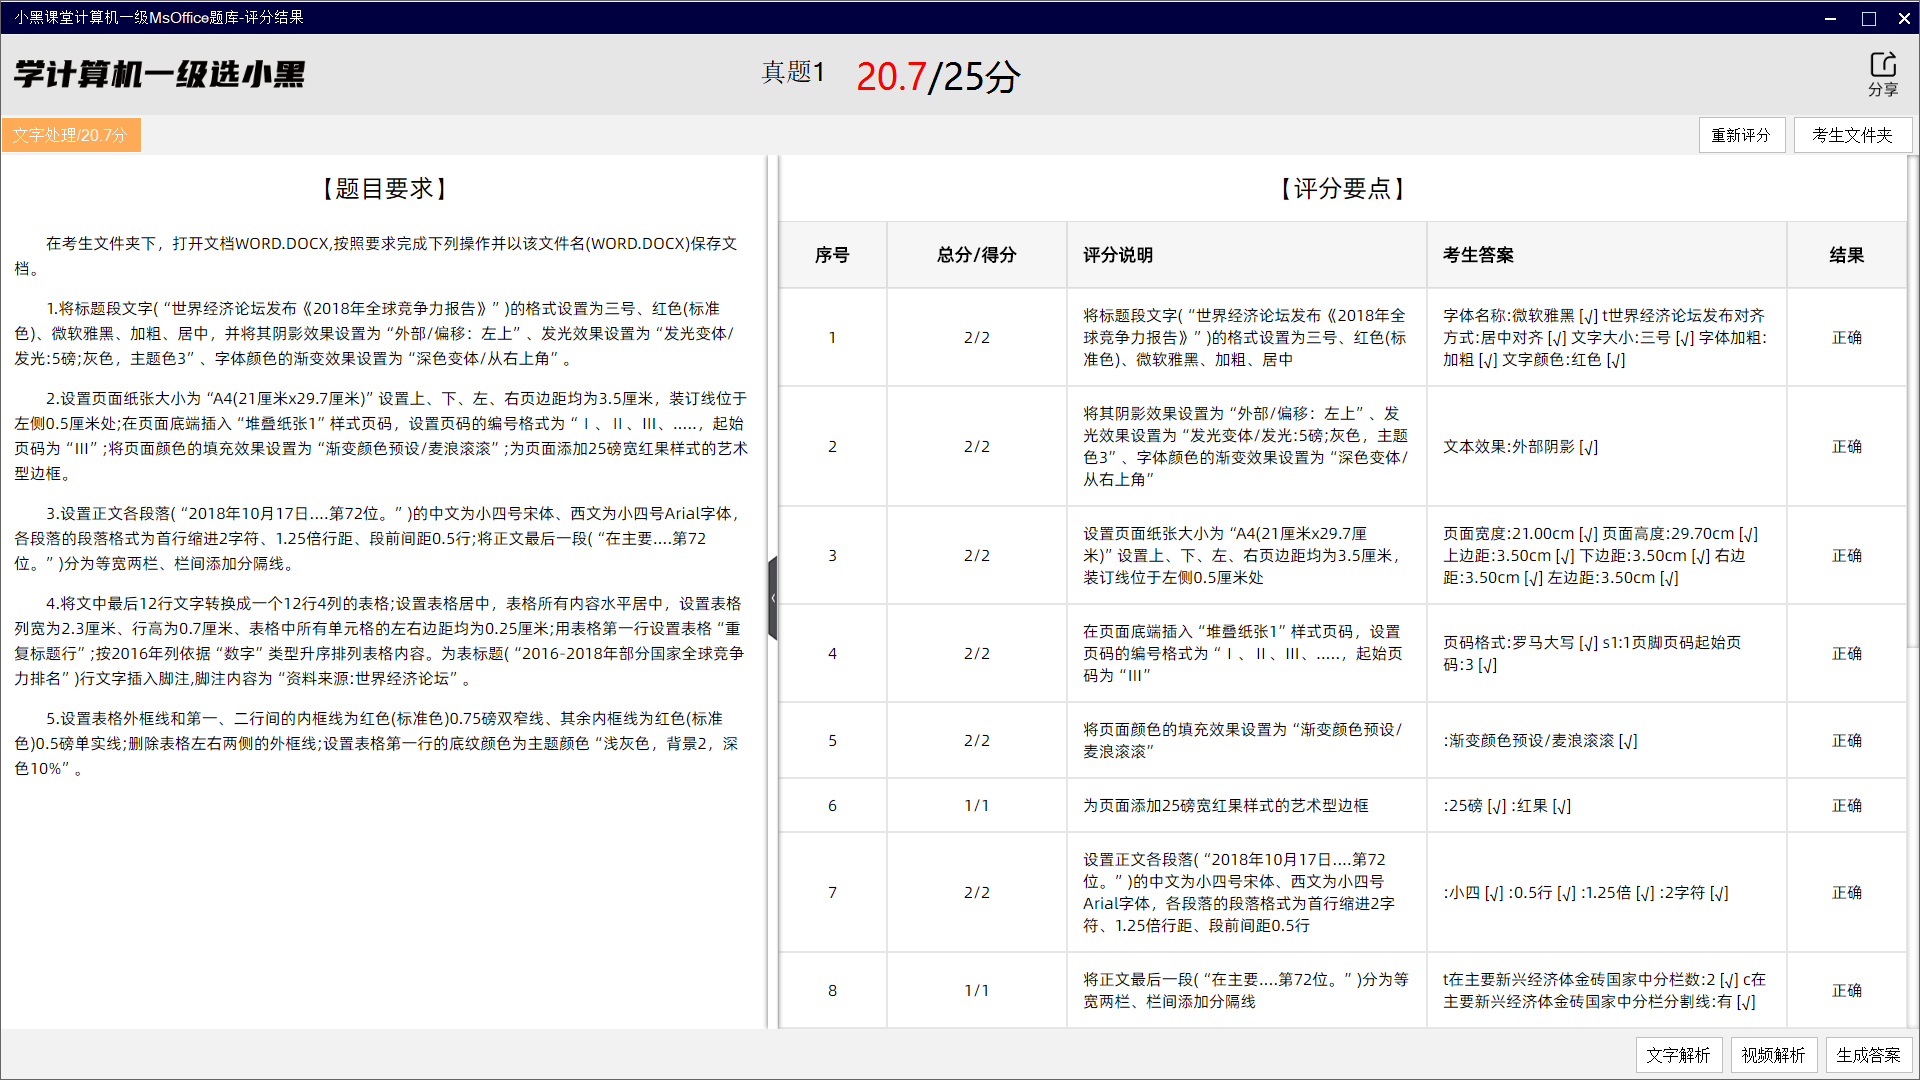 小黑课堂计算机一级MsOffice题库-评分结果
学计算机一级选小黑
真题1 20.7/25分
分享
文字处理/20.7分
重新评分
考生文件夹
【题目要求】
在考生文件夹下，打开文档WORD.DOCX,按照要求完成下列操作并以该文件名(WORD.DOCX)保存文
档。
1.将标题段文字(“世界经济论坛发布《2018年全球竞争力报告》”)的格式设置为三号、红色(标准
色)、微软雅黑、加粗、居中，并将其阴影效果设置为“外部/偏移：左上”、发光效果设置为“发光变体/
发光:5磅;灰色，主题色3”、字体颜色的渐变效果设置为“深色变体/从右上角”。
2.设置页面纸张大小为“A4(21厘米x29.7厘米)”设置上、下、左、右页边距均为3.5厘米，装订线位于
左侧0.5厘米处;在页面底端插入“堆叠纸张1”样式页码，设置页码的编号格式为“Ⅰ、Ⅱ、Ⅲ、.....，起始
页码为“Ⅲ”;将页面颜色的填充效果设置为“渐变颜色预设/麦浪滚滚”;为页面添加25磅宽红果样式的艺术
型边框。
3.设置正文各段落(“2018年10月17日....第72位。”)的中文为小四号宋体、西文为小四号Arial字体，
各段落的段落格式为首行缩进2字符、1.25倍行距、段前间距0.5行;将正文最后一段(“在主要....第72
位。”)分为等宽两栏、栏间添加分隔线。
4.将文中最后12行文字转换成一个12行4列的表格;设置表格居中，表格所有内容水平居中，设置表格
列宽为2.3厘米、行高为0.7厘米、表格中所有单元格的左右边距均为0.25厘米;用表格第一行设置表格“重
复标题行”;按2016年列依据“数字”类型升序排列表格内容。为表标题(“2016-2018年部分国家全球竞争
力排名”)行文字插入脚注,脚注内容为“资料来源:世界经济论坛”。
5.设置表格外框线和第一、二行间的内框线为红色(标准色)0.75磅双窄线、其余内框线为红色(标准
色)0.5磅单实线;删除表格左右两侧的外框线;设置表格第一行的底纹颜色为主题颜色“浅灰色，背景2，深
色10%”。
【评分要点】
序号 总分/得分 评分说明 考生答案 结果
1 2/2
将标题段文字(“世界经济论坛发布《2018年全
球竞争力报告》”)的格式设置为三号、红色(标
准色)、微软雅黑、加粗、居中
字体名称:微软雅黑 [√] t世界经济论坛发布对齐
方式:居中对齐 [√] 文字大小:三号 [√] 字体加粗:
加粗 [√] 文字颜色:红色 [√]
正确
2 2/2
将其阴影效果设置为“外部/偏移：左上”、发
光效果设置为“发光变体/发光:5磅;灰色，主题
色3”、字体颜色的渐变效果设置为“深色变体/
从右上角”
文本效果:外部阴影 [√]
正确
3 2/2
设置页面纸张大小为“A4(21厘米x29.7厘
米)”设置上、下、左、右页边距均为3.5厘米，
装订线位于左侧0.5厘米处
页面宽度:21.00cm [√] 页面高度:29.70cm [√]
上边距:3.50cm [√] 下边距:3.50cm [√] 右边
距:3.50cm [√] 左边距:3.50cm [√]
正确
4 2/2
在页面底端插入“堆叠纸张1”样式页码，设置
页码的编号格式为“Ⅰ、Ⅱ、Ⅲ、.....，起始页
码为“Ⅲ”
页码格式:罗马大写 [√] s1:1页脚页码起始页
码:3 [√]
正确
5 2/2
将页面颜色的填充效果设置为“渐变颜色预设/
麦浪滚滚”
:渐变颜色预设/麦浪滚滚 [√]
正确
6 1/1
为页面添加25磅宽红果样式的艺术型边框
:25磅 [√] :红果 [√]
正确
7 2/2
设置正文各段落(“2018年10月17日....第72
位。”)的中文为小四号宋体、西文为小四号
Arial字体，各段落的段落格式为首行缩进2字
符、1.25倍行距、段前间距0.5行
:小四 [√] :0.5行 [√] :1.25倍 [√] :2字符 [√]
正确
8 1/1
将正文最后一段(“在主要....第72位。”)分为等
宽两栏、栏间添加分隔线
t在主要新兴经济体金砖国家中分栏数:2 [√] c在
主要新兴经济体金砖国家中分栏分割线:有 [√]
正确
文字解析
视频解析
生成答案